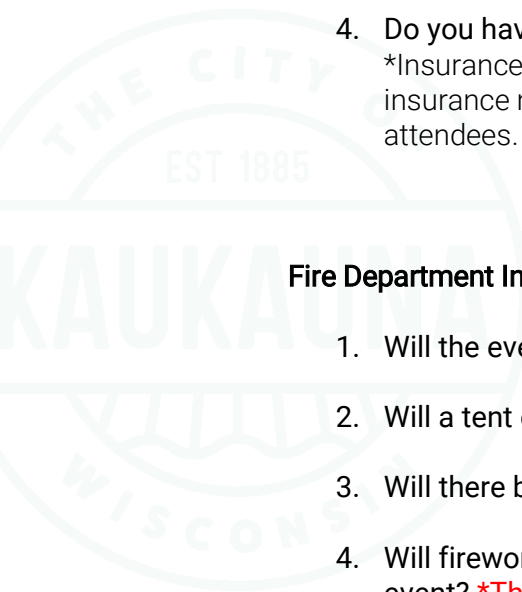 4. Do you hav
*Insurance
insurance
attendees.
THE CITY O
EST 1885
KAUKAUNA
WISCONSIN
Fire Department In
1. Will the eve
2. Will a tent
3. Will there b
4. Will firewor
event? *Th